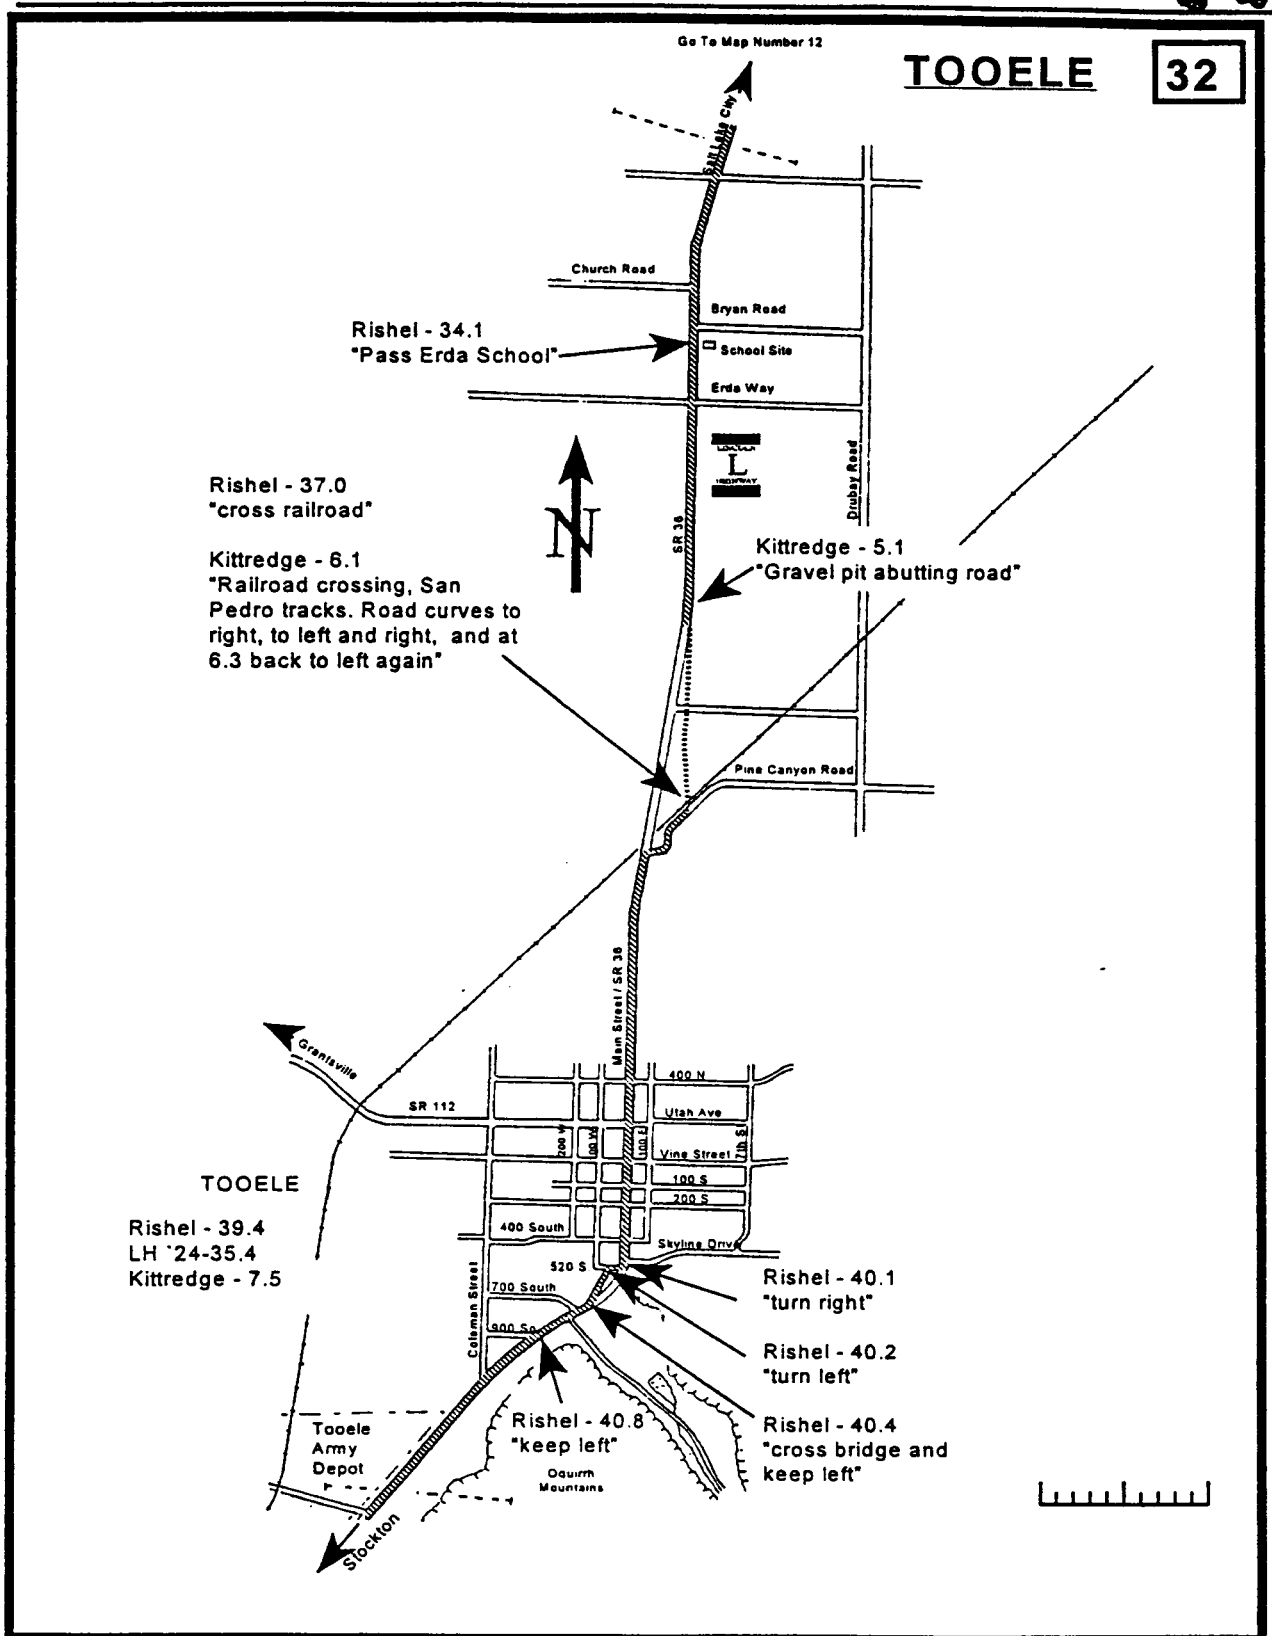 Go To Map Number 12
TOOELE
32
Salt Lake City
Church Road
Bryan Road
Rishel - 34.1
"Pass Erda School"
School Site
Erda Way
LINCOLN
L
HIGHWAY
Drubay Road
SR 36
N
Rishel - 37.0
"cross railroad"
Kittredge - 6.1
"Railroad crossing, San
Pedro tracks. Road curves to
right, to left and right, and at
6.3 back to left again"
Kittredge - 5.1
"Gravel pit abutting road"
Pine Canyon Road
Main Street / SR 36
Grantsville
SR 112
400 N
Utah Ave
200 W
100 W
100 E
7th St
Vine Street
100 S
200 S
400 South
Skyline Drive
520 S
700 South
900 So
Coleman Street
TOOELE
Rishel - 39.4
LH '24-35.4
Kittredge - 7.5
Rishel - 40.1
"turn right"
Rishel - 40.2
"turn left"
Rishel - 40.4
"cross bridge and
keep left"
Rishel - 40.8
"keep left"
Oquirrh
Mountains
Tooele
Army
Depot
Stockton